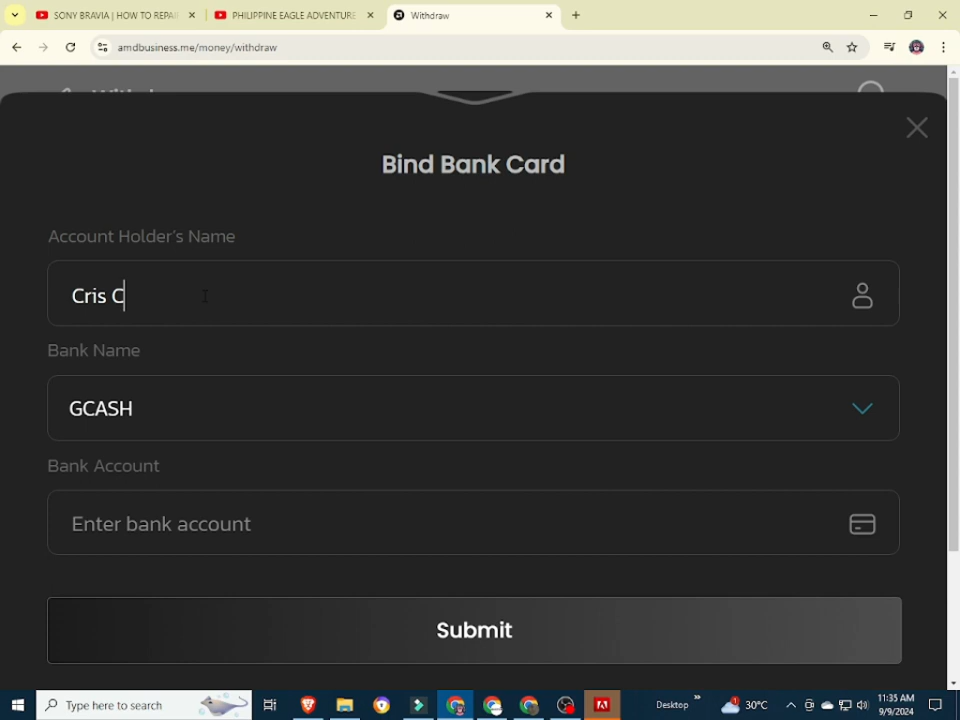 SONY BRAVIA | HOW TO REPAI
PHILIPPINE EAGLE ADVENTURE
Withdraw
amdbusiness.me/money/withdraw
Bind Bank Card
Account Holder's Name
Cris C
Bank Name
GCASH
Bank Account
Enter bank account
Submit
Type here to search
Desktop
30°C
11:35 AM
9/9/2024